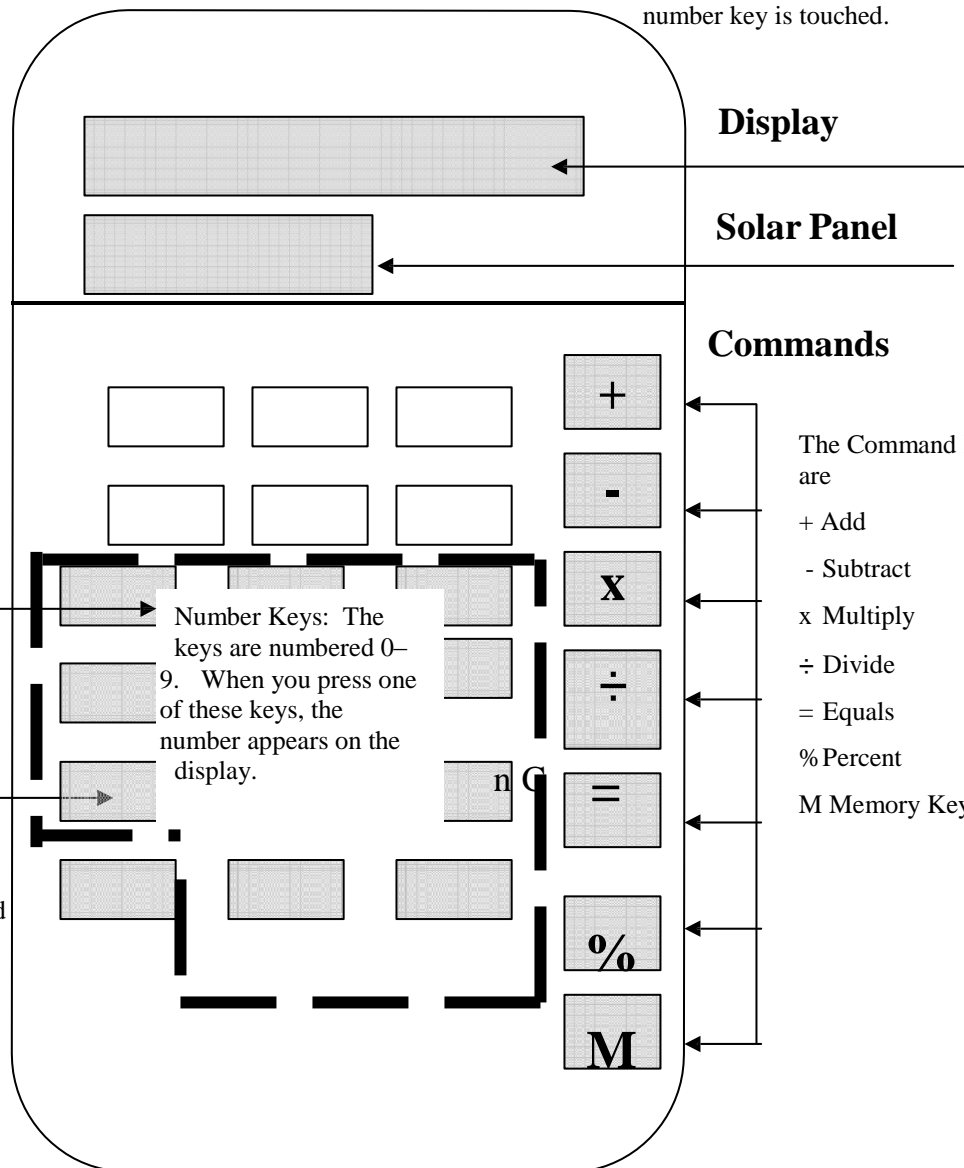 number key is touched.
Display
Solar Panel
Commands
+
-
x
÷
=
%
M
The Command
are
+ Add
- Subtract
x Multiply
÷ Divide
= Equals
% Percent
M Memory Key
Number Keys: The
keys are numbered 0–
9. When you press one
of these keys, the
number appears on the
display.
n C